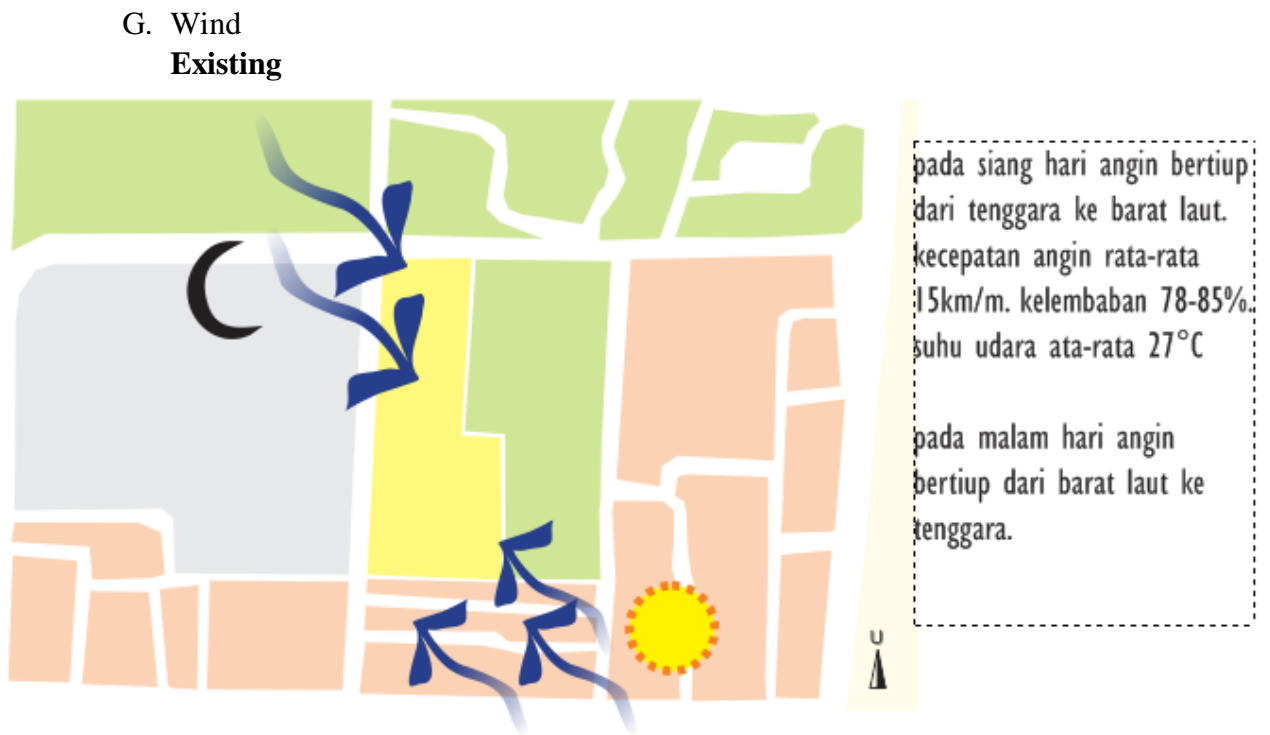 G. Wind
Existing
pada siang hari angin bertiup
dari tenggara ke barat laut.
kecepatan angin rata-rata
15km/m. kelembaban 78-85%.
suhu udara ata-rata 27°C
pada malam hari angin
bertiup dari barat laut ke
tenggara.
U